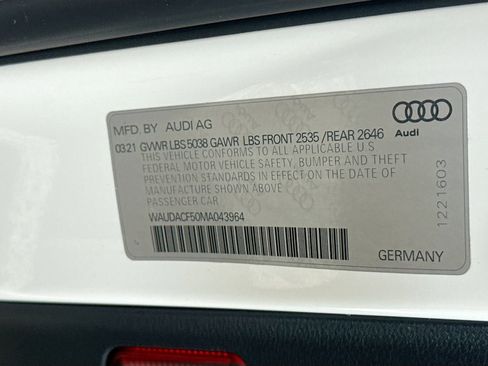 MFD. BY AUDI AG
0321 GVWR LBS 5038 GAWR LBS FRONT 2535 /REAR 2646
THIS VEHICLE CONFORMS TO ALL APPLICABLE U.S
FEDERAL MOTOR VEHICLE SAFETY, BUMPER AND THEFT
PREVENTION STANDARDS IN EFFECT ON THE DATE OF
MANUFACTURE SHOWN ABOVE
PASSENGER CAR
WAUDACF50MA043964
Audi
1221603
GERMANY